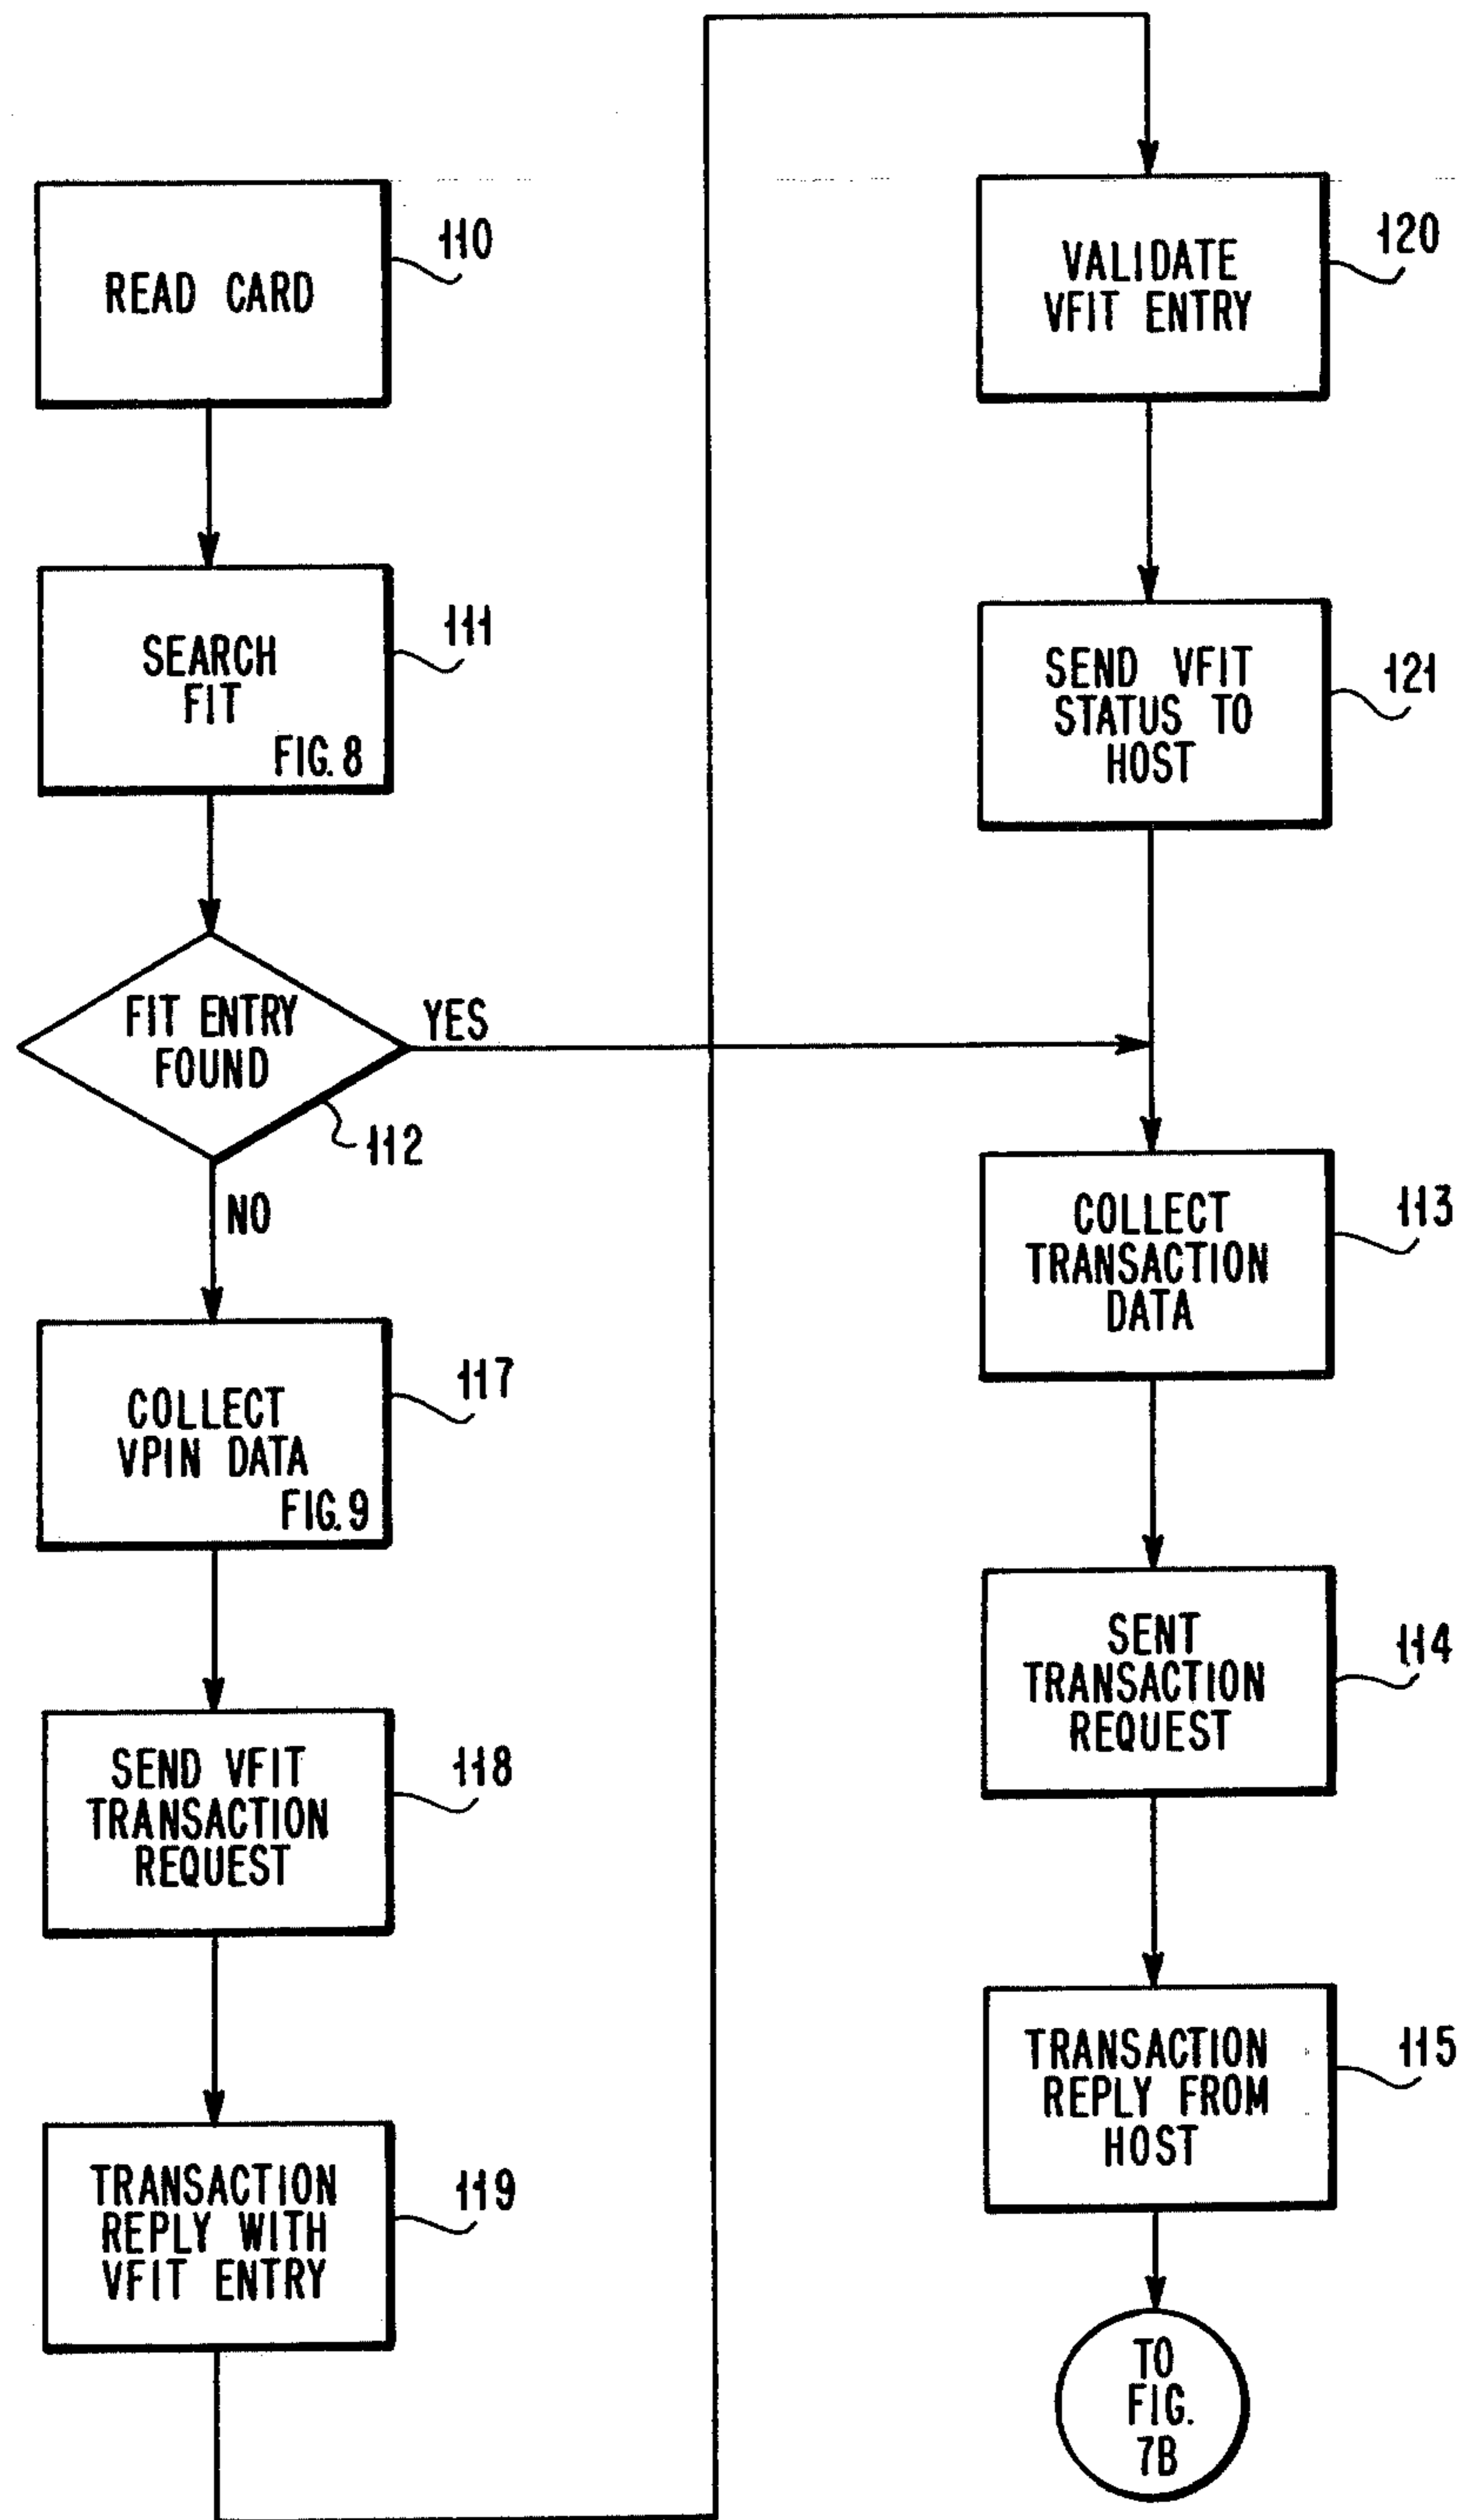 READ CARD
110
SEARCH
FIT
FIG. 8
111
FIT ENTRY
FOUND
YES
112
NO
COLLECT
VPIN DATA
FIG. 9
117
SEND VFIT
TRANSACTION
REQUEST
118
TRANSACTION
REPLY WITH
VFIT ENTRY
119
VALIDATE
VFIT ENTRY
120
SEND VFIT
STATUS TO
HOST
121
COLLECT
TRANSACTION
DATA
113
SENT
TRANSACTION
REQUEST
114
TRANSACTION
REPLY FROM
HOST
115
TO
FIG.
7B